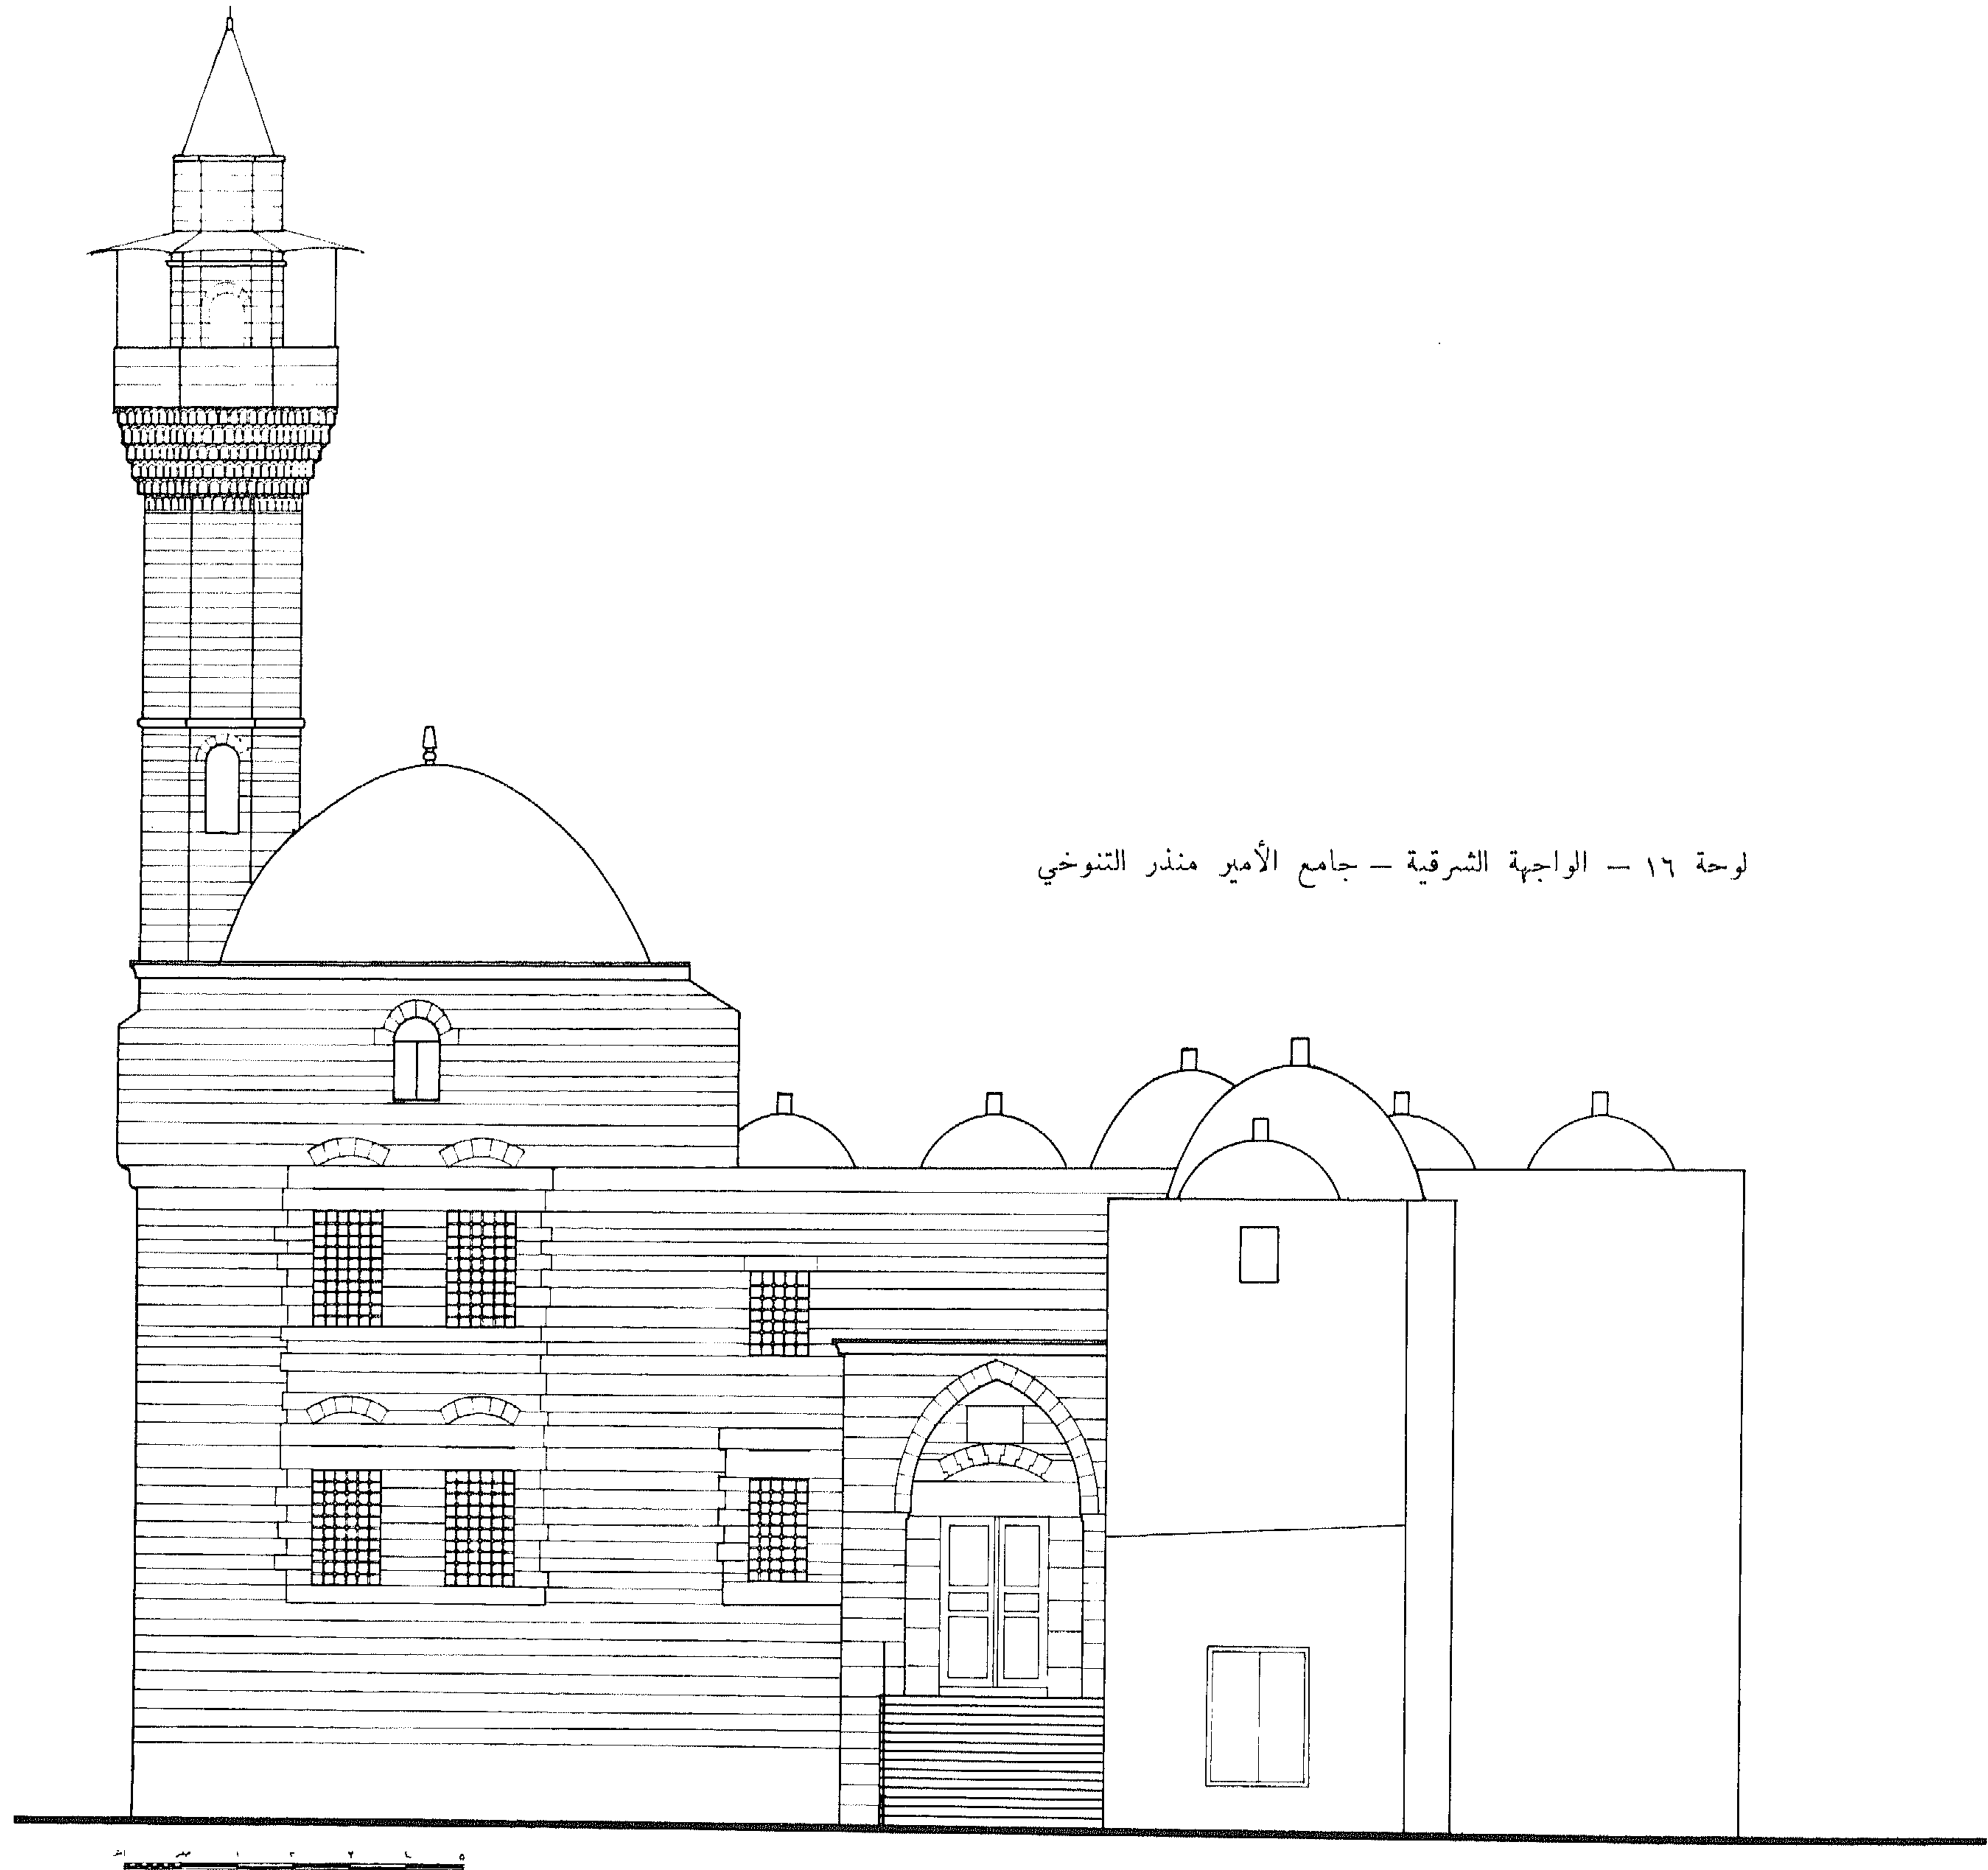 لوحة ١٦ – الواجهة الشرقية – جامع الأمير منذر التنوخي